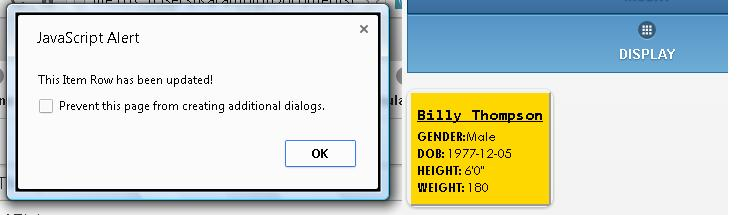 JavaScript Alert
This Item Row has been updated!
Prevent this page from creating additional dialogs.
OK
DISPLAY
Billy Thompson
GENDER:Male
DOB: 1977-12-05
HEIGHT: 6'0"
WEIGHT: 180